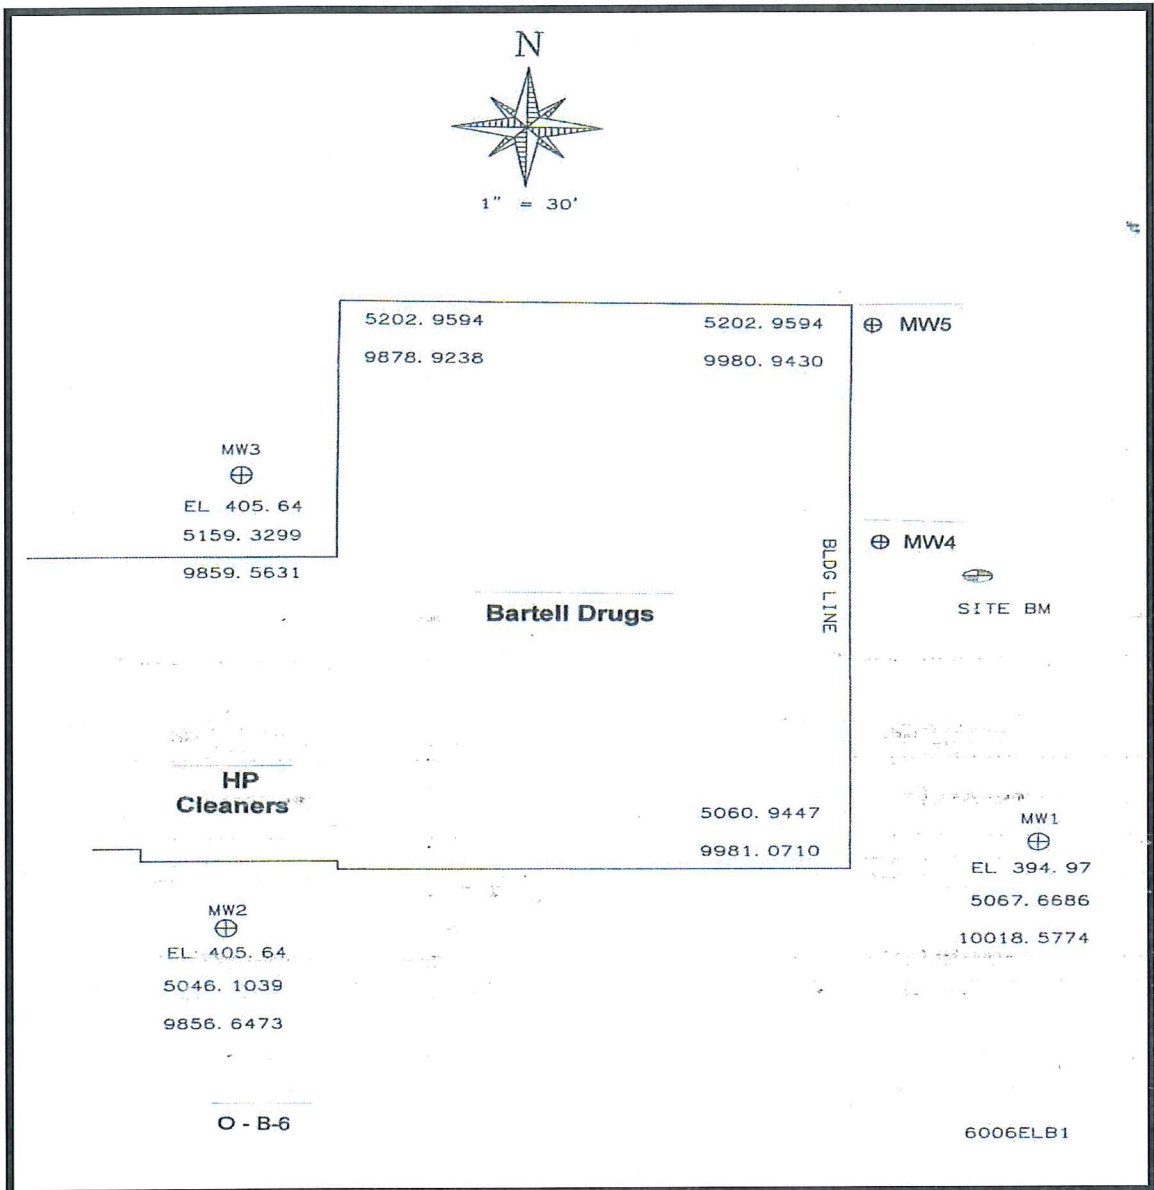 N
1" = 30'
5202. 9594
9878. 9238
5202. 9594
9980. 9430
MW5
MW3
EL 405. 64
5159. 3299
9859. 5631
MW4
SITE BM
BLDG LINE
Bartell Drugs
HP
Cleaners
5060. 9447
9981. 0710
MW1
EL 394. 97
5067. 6686
10018. 5774
MW2
EL 405. 64
5046. 1039
9856. 6473
O - B-6
6006ELB1